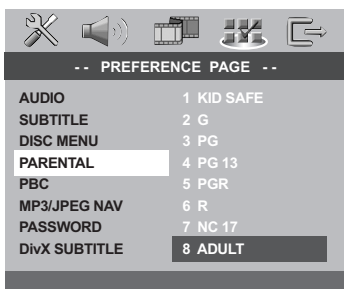 -- PREFERENCE PAGE --
AUDIO 1 KID SAFE
SUBTITLE 2 G
DISC MENU 3 PG
PARENTAL 4 PG 13
PBC 5 PGR
MP3/JPEG NAV 6 R
PASSWORD 7 NC 17
DivX SUBTITLE 8 ADULT